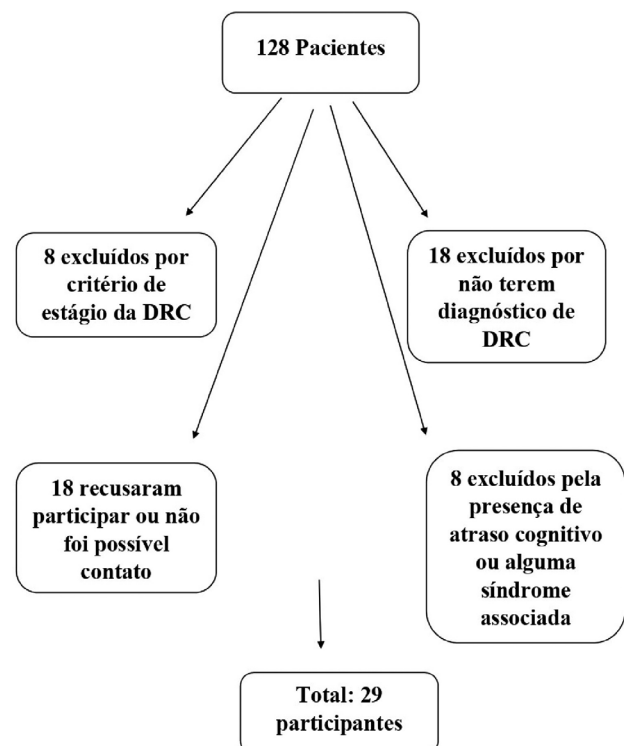 128 Pacientes
8 excluídos por
critério de
estágio da DRC
18 excluídos por
não terem
diagnóstico de
DRC
18 recusaram
participar ou não
foi possível
contato
8 excluídos pela
presença de
atraso cognitivo
ou alguma
síndrome
associada
Total: 29
participantes